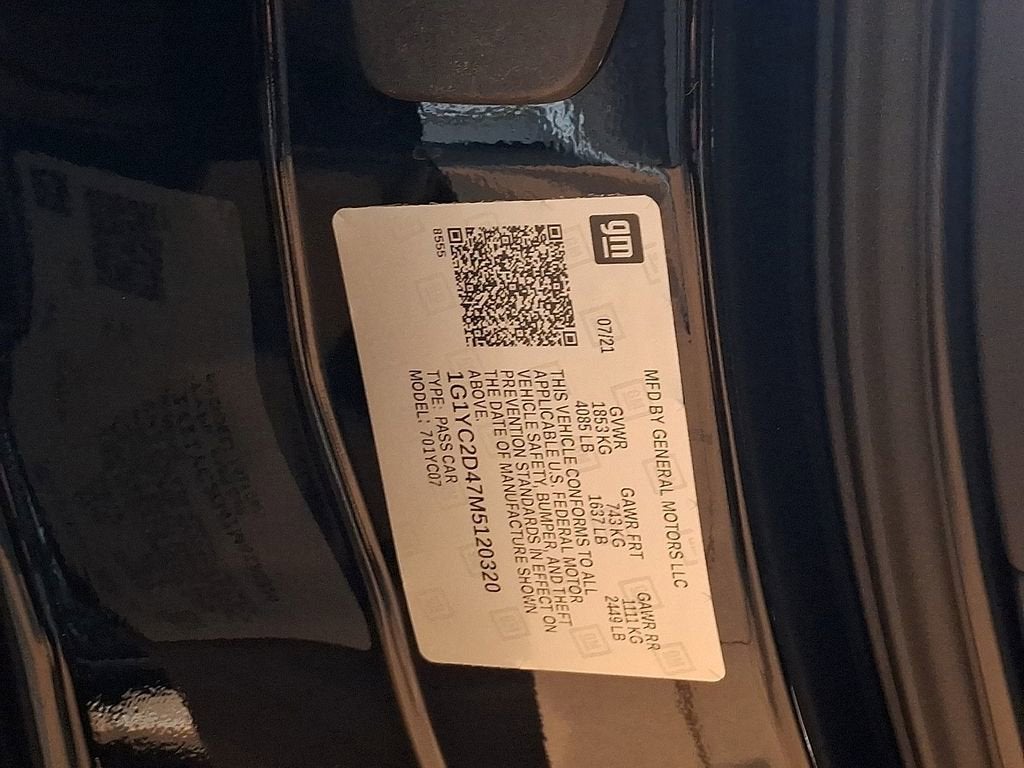 gm
MFD BY GENERAL MOTORS LLC
07/21
GVWR GAWR FRT GAWR RR
1853 KG 743 KG 1111 KG
4085 LB 1637 LB 2449 LB
THIS VEHICLE CONFORMS TO ALL
APPLICABLE U.S. FEDERAL MOTOR
VEHICLE SAFETY, BUMPER, AND THEFT
PREVENTION STANDARDS IN EFFECT ON
THE DATE OF MANUFACTURE SHOWN
ABOVE.
1G1YC2D47M5120320
TYPE: PASS CAR
MODEL: 701YC07
8555